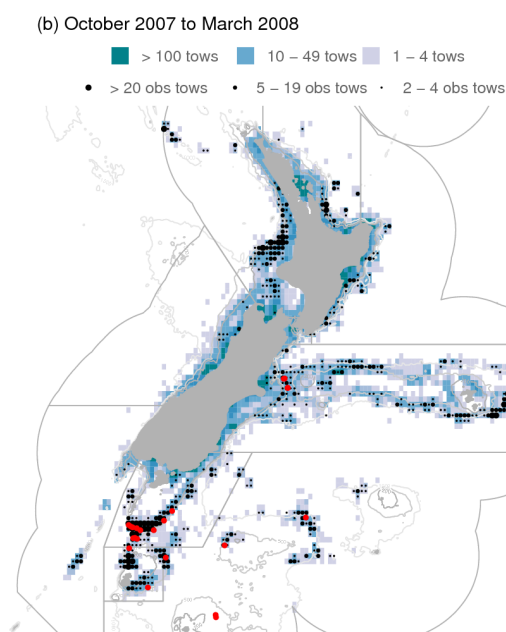 (b) October 2007 to March 2008
> 100 tows 10 – 49 tows 1 – 4 tows
> 20 obs tows 5 – 19 obs tows 2 – 4 obs tows